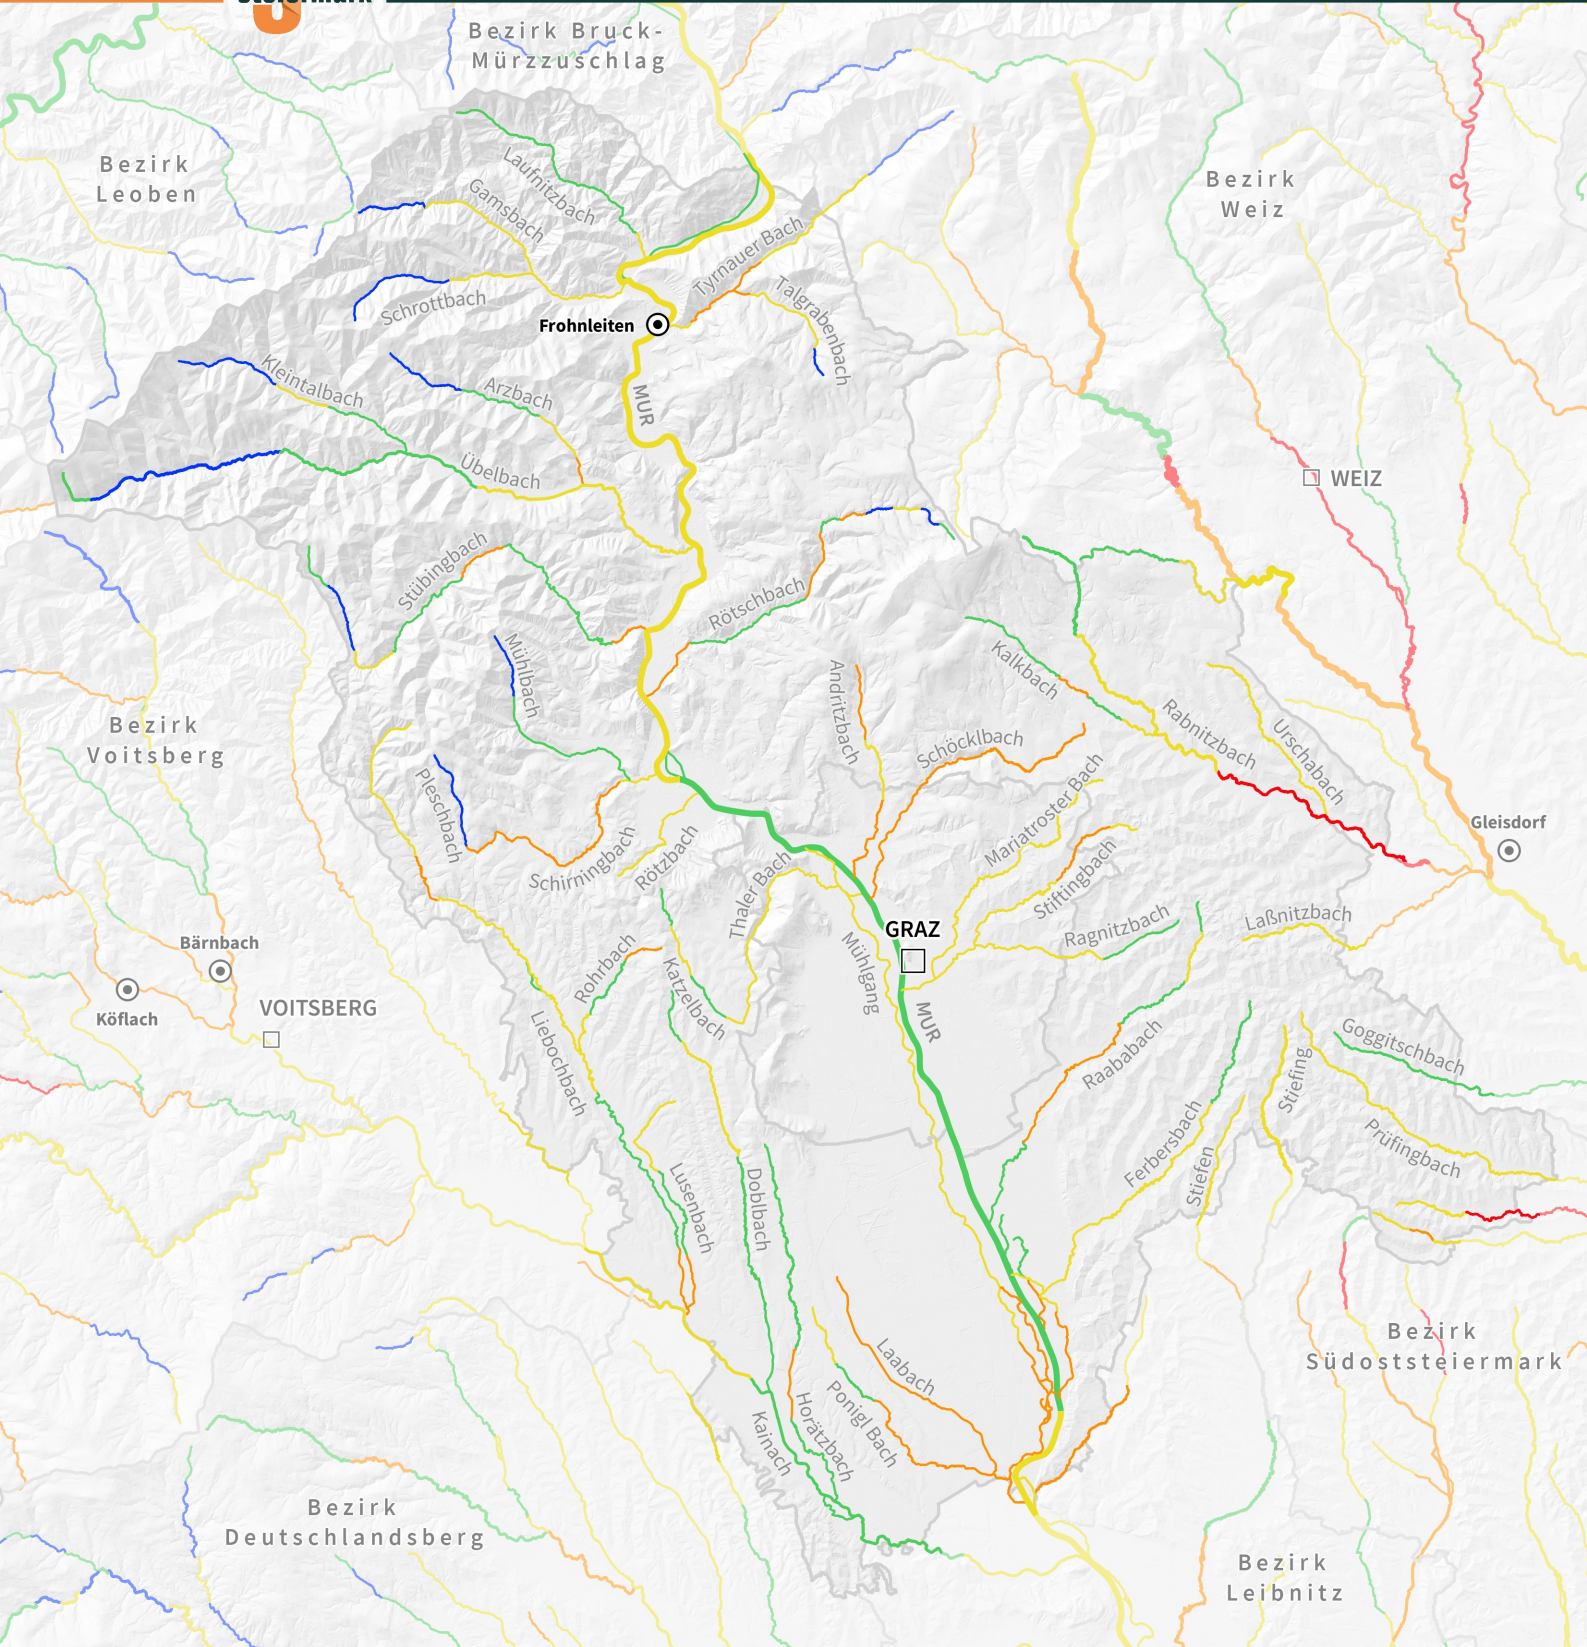 Steiermark
Bezirk Bruck-
Mürzzuschlag
Bezirk
Leoben
Bezirk
Weiz
Laufnitzbach
Gamsbach
Tyrnauer Bach
Talgrabenbach
Schrottbach
Frohnleiten
Kleintalbach
Arzbach
MUR
Übelbach
WEIZ
Stübingbach
Rötschbach
Mühlbach
Kalkbach
Andritzbach
Rabnitzbach
Urschabach
Bezirk
Voitsberg
Schöcklbach
Pleschbach
Mariatroster Bach
Gleisdorf
Schirningbach
Rötzbach
Thaler Bach
Stiftingbach
GRAZ
Ragnitzbach
Laßnitzbach
Bärnbach
Rohrbach
Katzelbach
Mühlgang
Köflach
VOITSBERG
MUR
Liebochbach
Raababach
Stiefing
Goggitschbach
Ferbersbach
Prüfingbach
Stiefen
Lusenbach
Doblbach
Laabach
Bezirk
Südoststeiermark
Ponigl Bach
Horätzbach
Kainach
Bezirk
Deutschlandsberg
Bezirk
Leibnitz